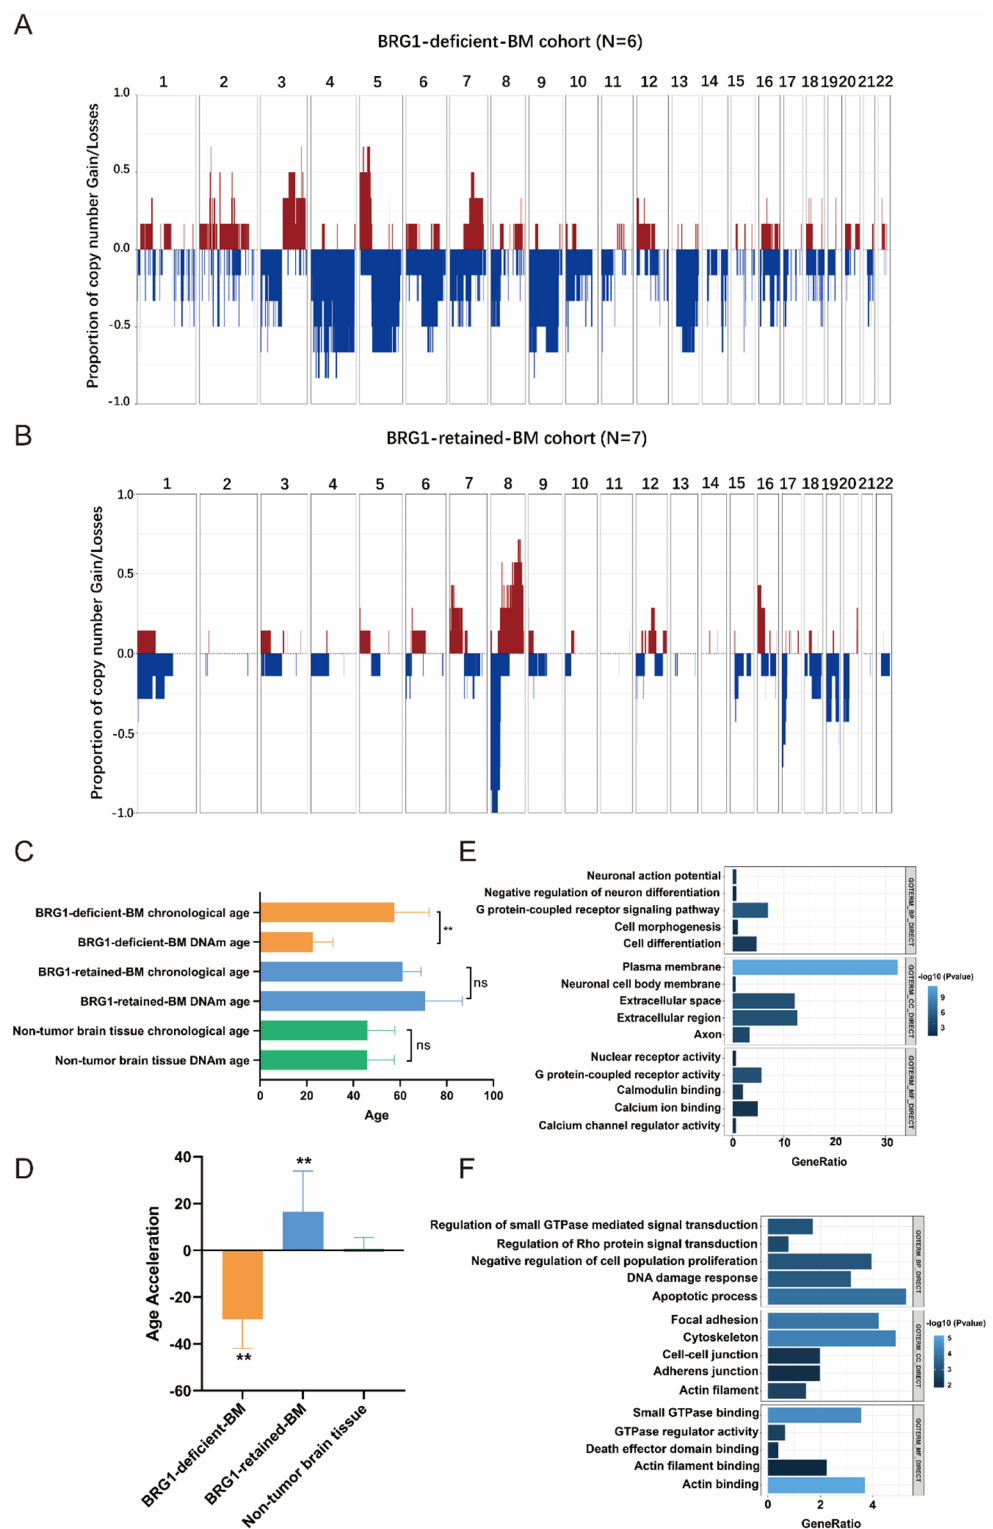 A
BRG1-deficient-BM cohort (N=6)
1 2 3 4 5 6 7 8 9 10 11 12 13 14 15 16 17 18 19 20 21 22
Proportion of copy number Gain/Losses
1.0
0.5
0.0
-0.5
-1.0
B
BRG1-retained-BM cohort (N=7)
1 2 3 4 5 6 7 8 9 10 11 12 13 14 15 16 17 18 19 20 21 22
Proportion of copy number Gain/Losses
1.0
0.5
0.0
-0.5
-1.0
C
BRG1-deficient-BM chronological age
BRG1-deficient-BM DNAm age
**
BRG1-retained-BM chronological age
BRG1-retained-BM DNAm age
ns
Non-tumor brain tissue chronological age
Non-tumor brain tissue DNAm age
ns
0 20 40 60 80 100
Age
D
Age Acceleration
40
20
0
-20
-40
-60
**
**
BRG1-deficient-BM
BRG1-retained-BM
Non-tumor brain tissue
E
Neuronal action potential
Negative regulation of neuron differentiation
G protein-coupled receptor signaling pathway
Cell morphogenesis
Cell differentiation
GOTERM_BP_DIRECT
Plasma membrane
Neuronal cell body membrane
Extracellular space
Extracellular region
Axon
GOTERM_CC_DIRECT
Nuclear receptor activity
G protein-coupled receptor activity
Calmodulin binding
Calcium ion binding
Calcium channel regulator activity
GOTERM_MF_DIRECT
0 10 20 30
GeneRatio
-log10 (Pvalue)
9
6
3
F
Regulation of small GTPase mediated signal transduction
Regulation of Rho protein signal transduction
Negative regulation of cell population proliferation
DNA damage response
Apoptotic process
GOTERM_BP_DIRECT
Focal adhesion
Cytoskeleton
Cell-cell junction
Adherens junction
Actin filament
GOTERM_CC_DIRECT
Small GTPase binding
GTPase regulator activity
Death effector domain binding
Actin filament binding
Actin binding
GOTERM_MF_DIRECT
0 2 4
GeneRatio
-log10 (Pvalue)
5
4
3
2